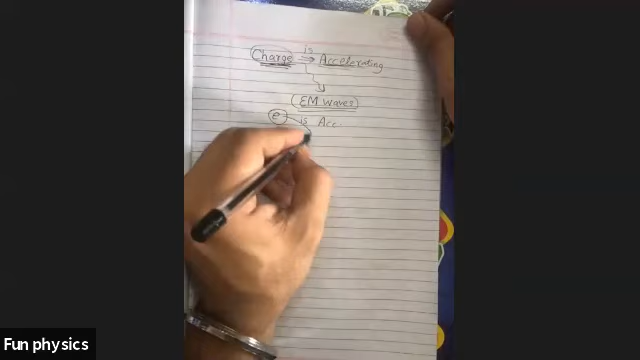 is
Charge ⇒ Accelerating
EM waves
e⁻ is Acc
Fun physics